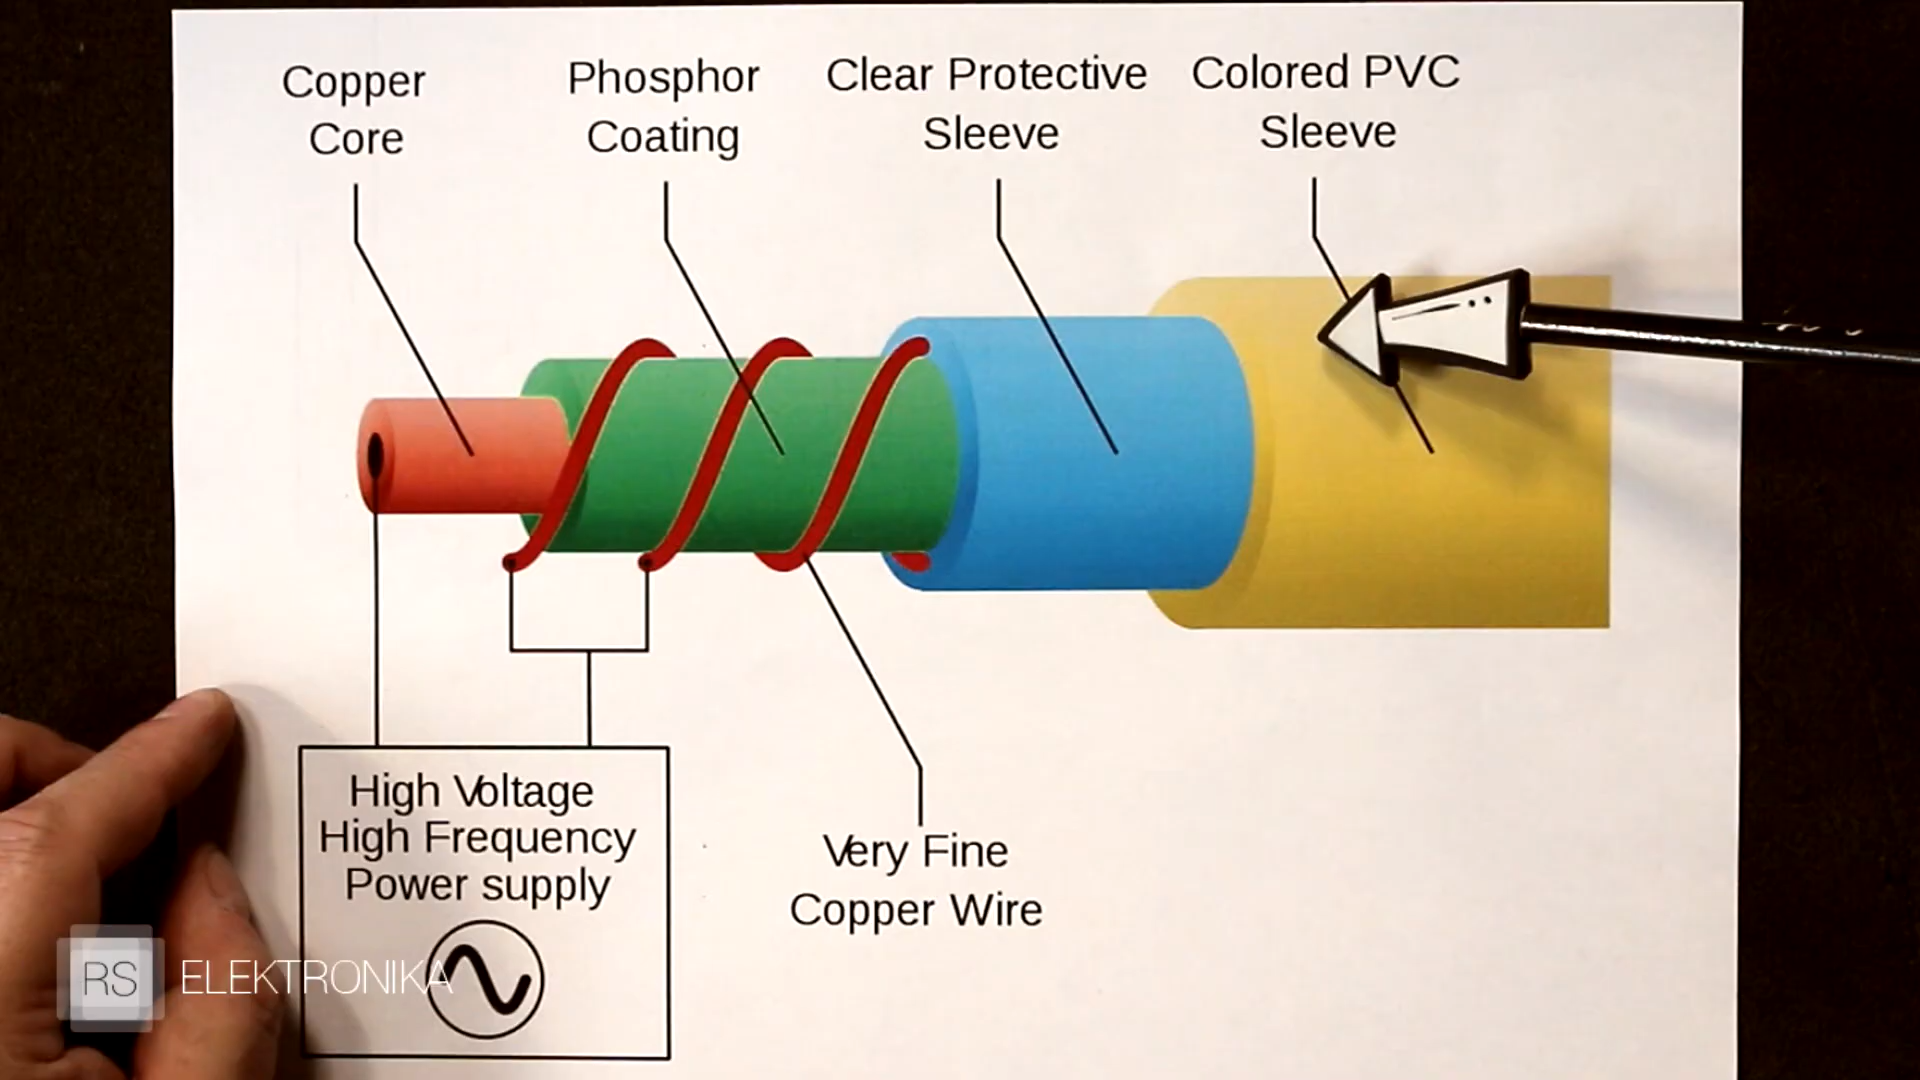 Copper
Core
Phosphor
Coating
Clear Protective
Sleeve
Colored PVC
Sleeve
High Voltage
High Frequency
Power supply
Very Fine
Copper Wire
RS ELEKTRONIKA